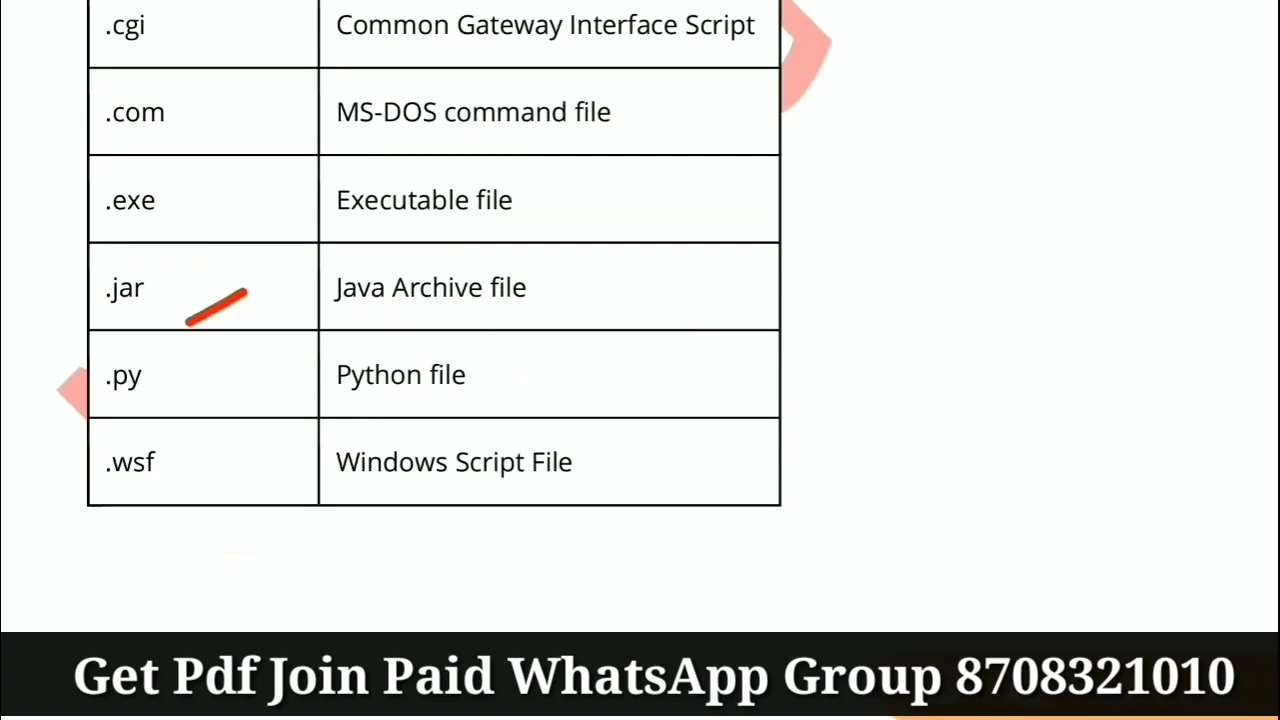 .cgi Common Gateway Interface Script
.com MS-DOS command file
.exe Executable file
.jar Java Archive file
.py Python file
.wsf Windows Script File
Get Pdf Join Paid WhatsApp Group 8708321010